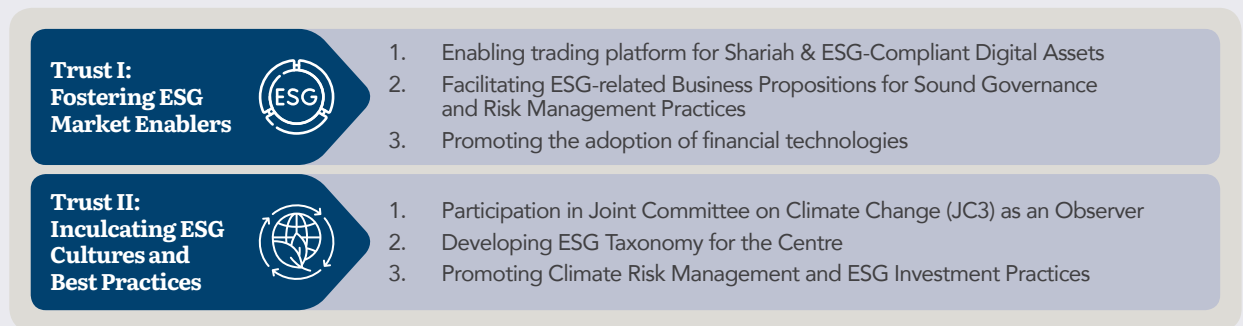 Trust I:
Fostering ESG
Market Enablers
ESG
1. Enabling trading platform for Shariah & ESG-Compliant Digital Assets
2. Facilitating ESG-related Business Propositions for Sound Governance
and Risk Management Practices
3. Promoting the adoption of financial technologies
Trust II:
Inculcating ESG
Cultures and
Best Practices
1. Participation in Joint Committee on Climate Change (JC3) as an Observer
2. Developing ESG Taxonomy for the Centre
3. Promoting Climate Risk Management and ESG Investment Practices